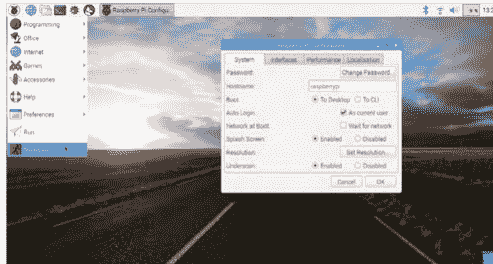 Raspberry Pi Configu...
Programming
Office
Internet
Games
Accessories
Help
Preferences
Run
System
Interfaces
Performance
Localisation
Password:
Change Password...
Hostname:
raspberrypi
Boot:
To Desktop
To CLI
Auto Login:
As current user
Network at Boot:
Wait for network
Splash Screen:
Enabled
Disabled
Resolution:
Set Resolution...
Underscan:
Enabled
Disabled
Cancel
OK